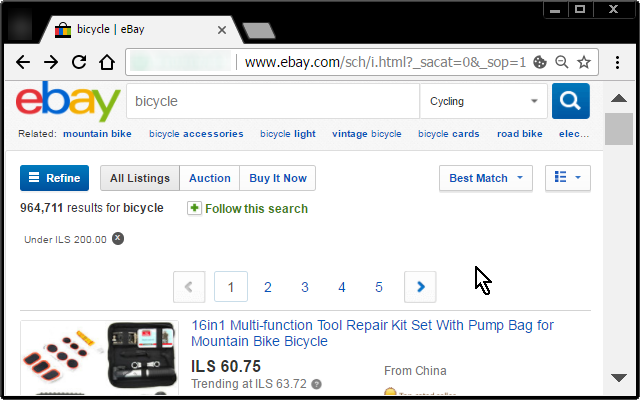 bicycle | eBay
www.ebay.com/sch/i.html?_sacat=0&_sop=1
ebay bicycle Cycling
Related: mountain bike bicycle accessories bicycle light vintage bicycle bicycle cards road bike elec...
Refine All Listings Auction Buy It Now Best Match
964,711 results for bicycle Follow this search
Under ILS 200.00
1 2 3 4 5
16in1 Multi-function Tool Repair Kit Set With Pump Bag for
Mountain Bike Bicycle
ILS 60.75 From China
Trending at ILS 63.72 ?